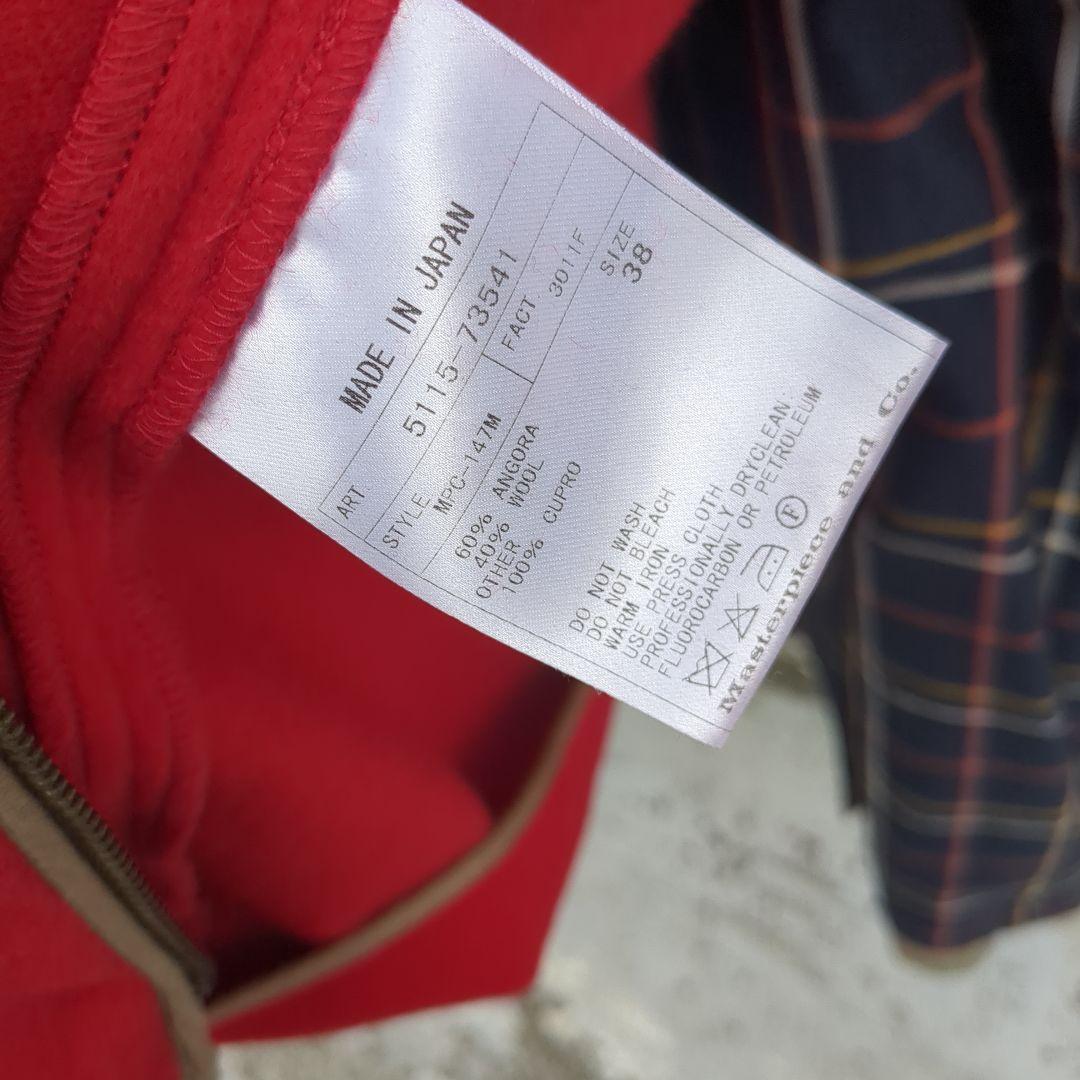 MADE IN JAPAN
ART 5115-73541
STYLE MPC-147M
FACT 3011F
SIZE 38
60% ANGORA
40% WOOL
OTHER
100% CUPRO
DO NOT WASH
DO NOT BLEACH
WARM IRON
USE PRESS CLOTH
PROFESSIONALLY DRYCLEAN:
FLUOROCARBON OR PETROLEUM
F
Masterpiece and Co.